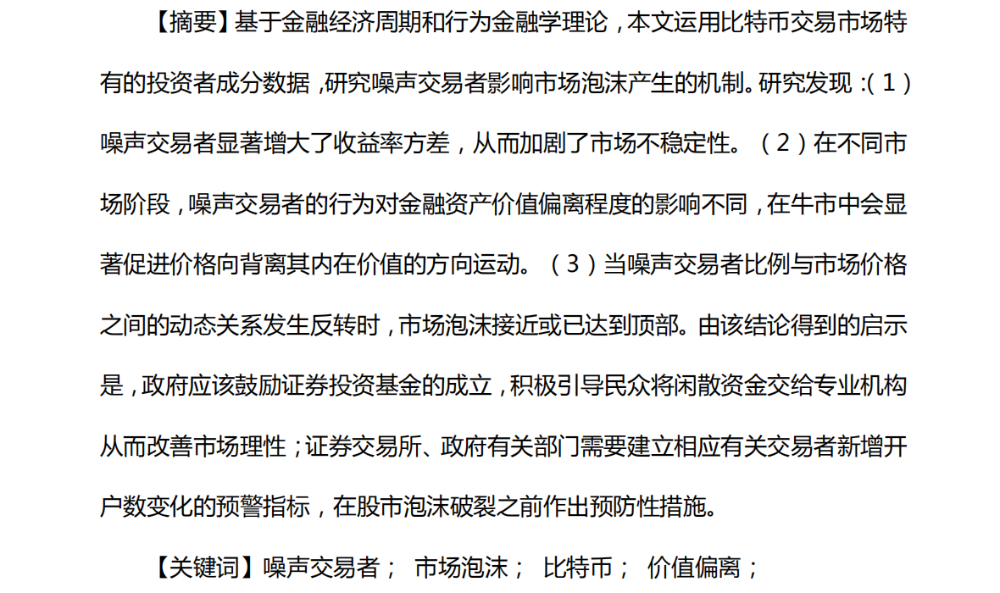 【摘要】基于金融经济周期和行为金融学理论，本文运用比特币交易市场特
有的投资者成分数据，研究噪声交易者影响市场泡沫产生的机制。研究发现：（1）
噪声交易者显著增大了收益率方差，从而加剧了市场不稳定性。（2）在不同市
场阶段，噪声交易者的行为对金融资产价值偏离程度的影响不同，在牛市中会显
著促进价格向背离其内在价值的方向运动。（3）当噪声交易者比例与市场价格
之间的动态关系发生反转时，市场泡沫接近或已达到顶部。由该结论得到的启示
是，政府应该鼓励证券投资基金的成立，积极引导民众将闲散资金交给专业机构
从而改善市场理性；证券交易所、政府有关部门需要建立相应有关交易者新增开
户数变化的预警指标，在股市泡沫破裂之前作出预防性措施。
【关键词】噪声交易者； 市场泡沫； 比特币； 价值偏离；